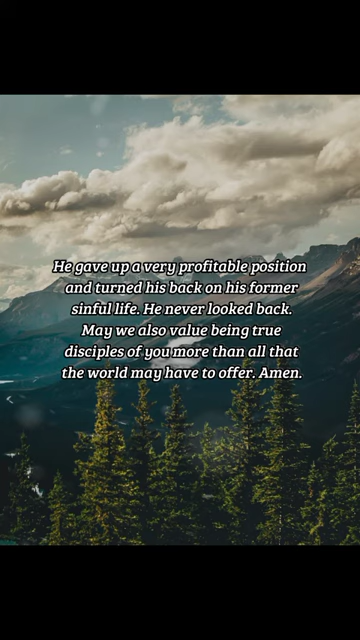 He gave up a very profitable position
and turned his back on his former
sinful life. He never looked back.
May we also value being true
disciples of you more than all that
the world may have to offer. Amen.